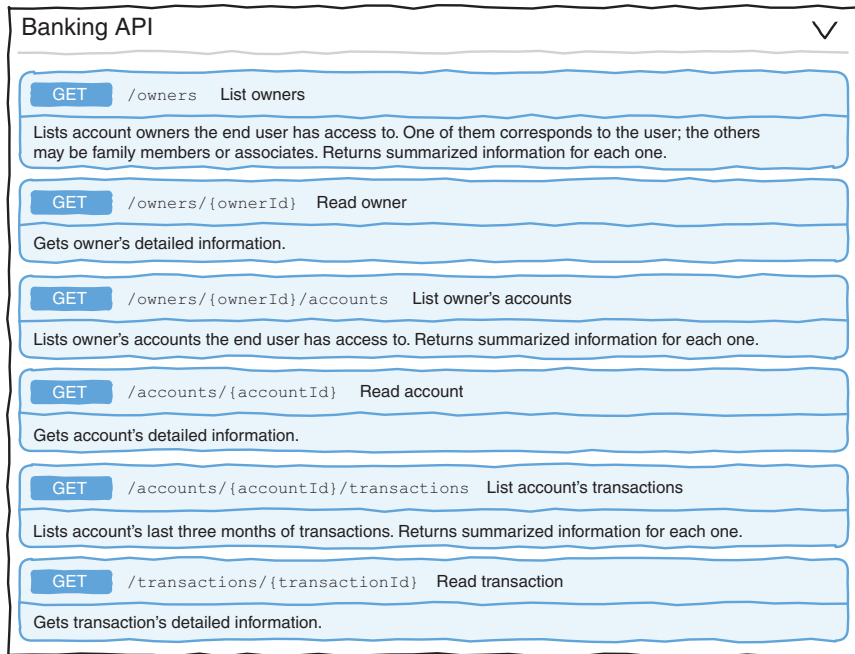 Banking API
GET /owners List owners
Lists account owners the end user has access to. One of them corresponds to the user; the others
may be family members or associates. Returns summarized information for each one.
GET /owners/{ownerId} Read owner
Gets owner's detailed information.
GET /owners/{ownerId}/accounts List owner's accounts
Lists owner's accounts the end user has access to. Returns summarized information for each one.
GET /accounts/{accountId} Read account
Gets account's detailed information.
GET /accounts/{accountId}/transactions List account's transactions
Lists account's last three months of transactions. Returns summarized information for each one.
GET /transactions/{transactionId} Read transaction
Gets transaction's detailed information.